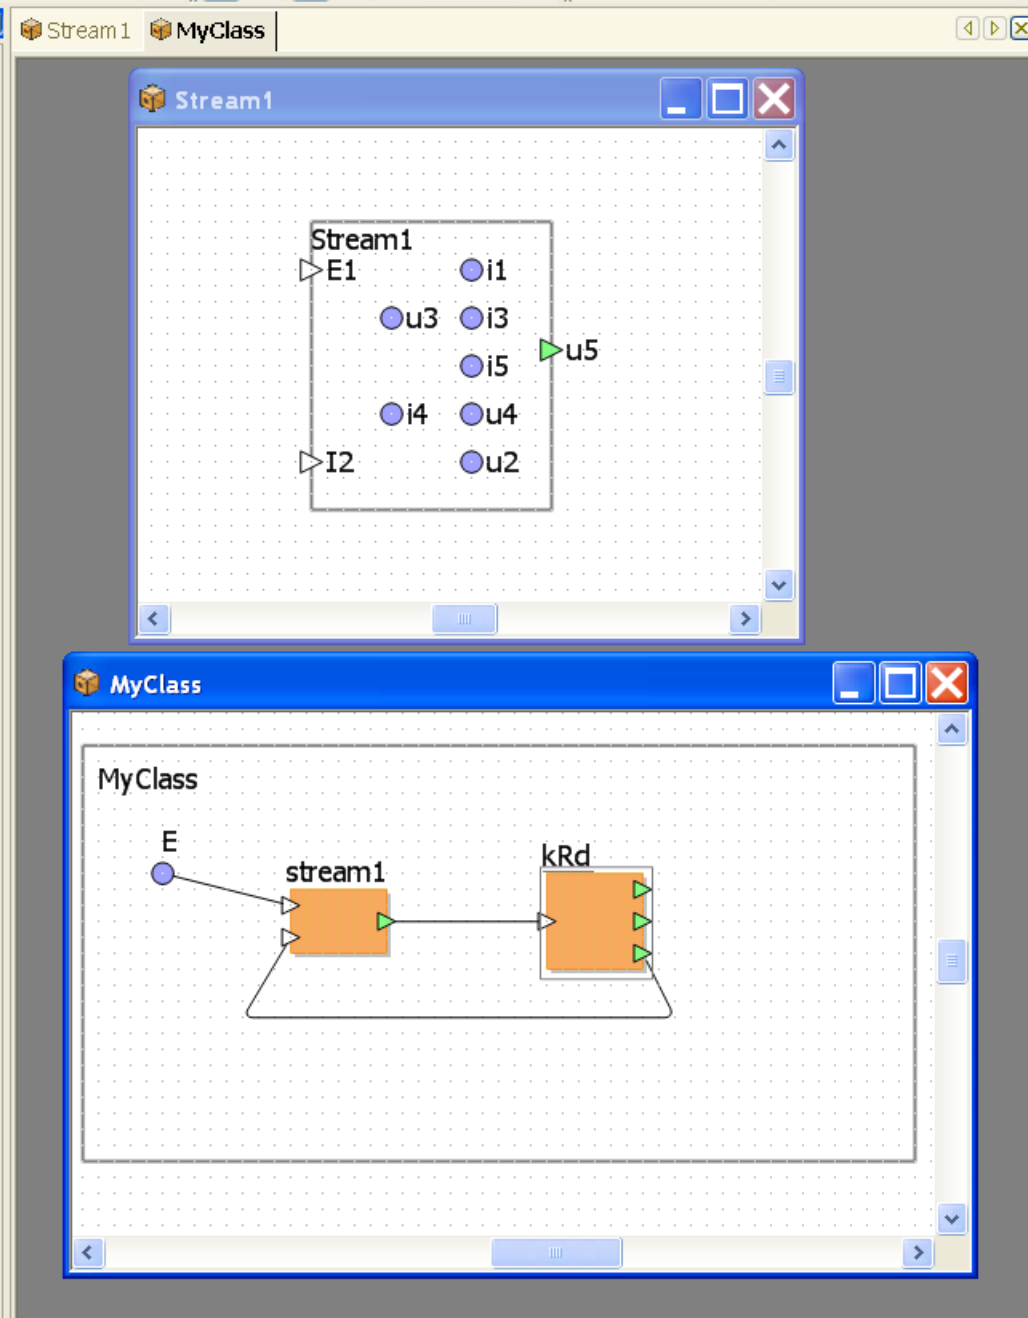 Stream1 MyClass
Stream1
Stream1
E1 i1
u3 i3
u5
i5
i4 u4
I2 u2
MyClass
MyClass
E
kRd
stream1